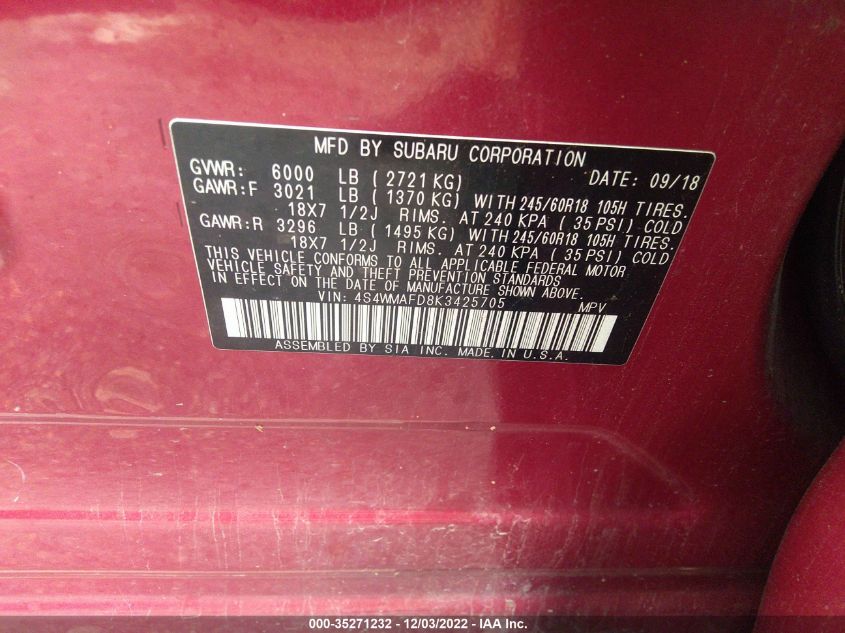 MFD BY SUBARU CORPORATION
GVWR: 6000 LB ( 2721 KG) DATE: 09/18
GAWR:F 3021 LB ( 1370 KG) WITH 245/60R18 105H TIRES.
18X7 1/2J RIMS. AT 240 KPA ( 35 PSI) COLD
GAWR:R 3296 LB ( 1495 KG) WITH 245/60R18 105H TIRES.
18X7 1/2J RIMS. AT 240 KPA ( 35 PSI) COLD
THIS VEHICLE CONFORMS TO ALL APPLICABLE FEDERAL MOTOR
VEHICLE SAFETY AND THEFT PREVENTION STANDARDS
IN EFFECT ON THE DATE OF MANUFACTURE SHOWN ABOVE.
VIN: 4S4WMAFD8K3425705 MPV
ASSEMBLED BY SIA INC. MADE IN U.S.A.
000-35271232 - 12/03/2022 - IAA Inc.